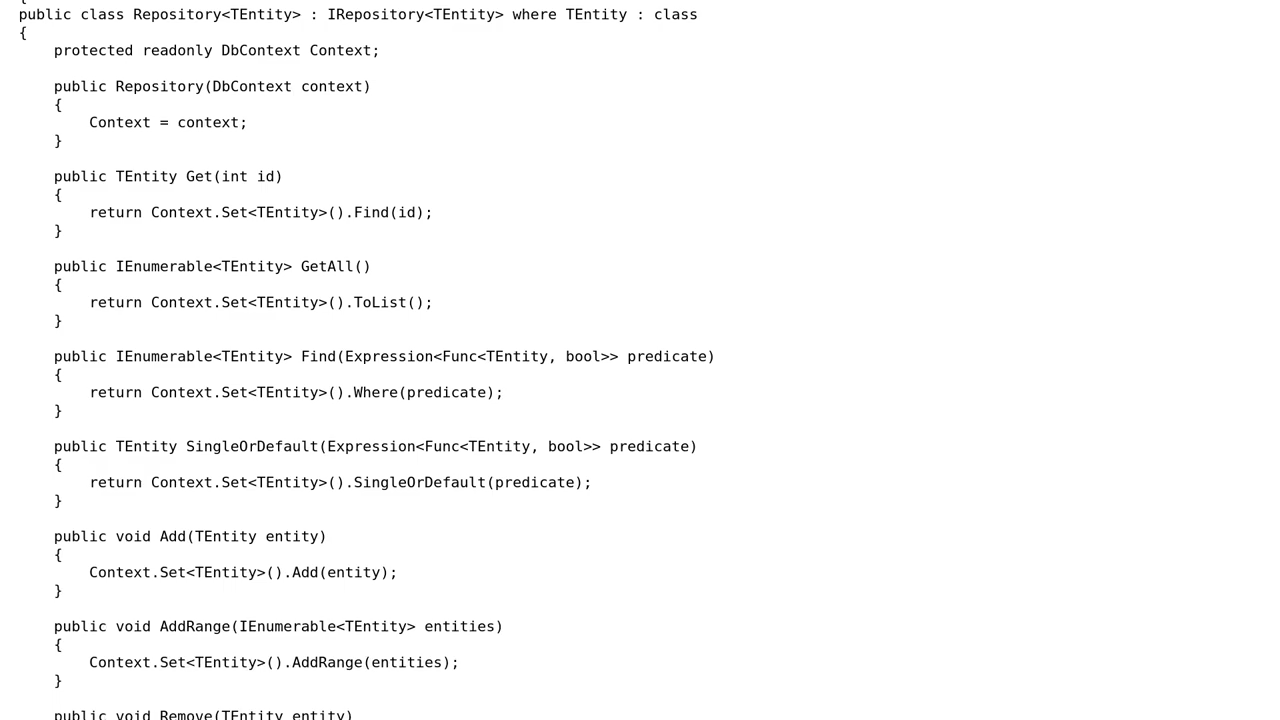 public class Repository<TEntity> : IRepository<TEntity> where TEntity : class
{
    protected readonly DbContext Context;

    public Repository(DbContext context)
    {
        Context = context;
    }

    public TEntity Get(int id)
    {
        return Context.Set<TEntity>().Find(id);
    }

    public IEnumerable<TEntity> GetAll()
    {
        return Context.Set<TEntity>().ToList();
    }

    public IEnumerable<TEntity> Find(Expression<Func<TEntity, bool>> predicate)
    {
        return Context.Set<TEntity>().Where(predicate);
    }

    public TEntity SingleOrDefault(Expression<Func<TEntity, bool>> predicate)
    {
        return Context.Set<TEntity>().SingleOrDefault(predicate);
    }

    public void Add(TEntity entity)
    {
        Context.Set<TEntity>().Add(entity);
    }

    public void AddRange(IEnumerable<TEntity> entities)
    {
        Context.Set<TEntity>().AddRange(entities);
    }

    public void Remove(TEntity entity)